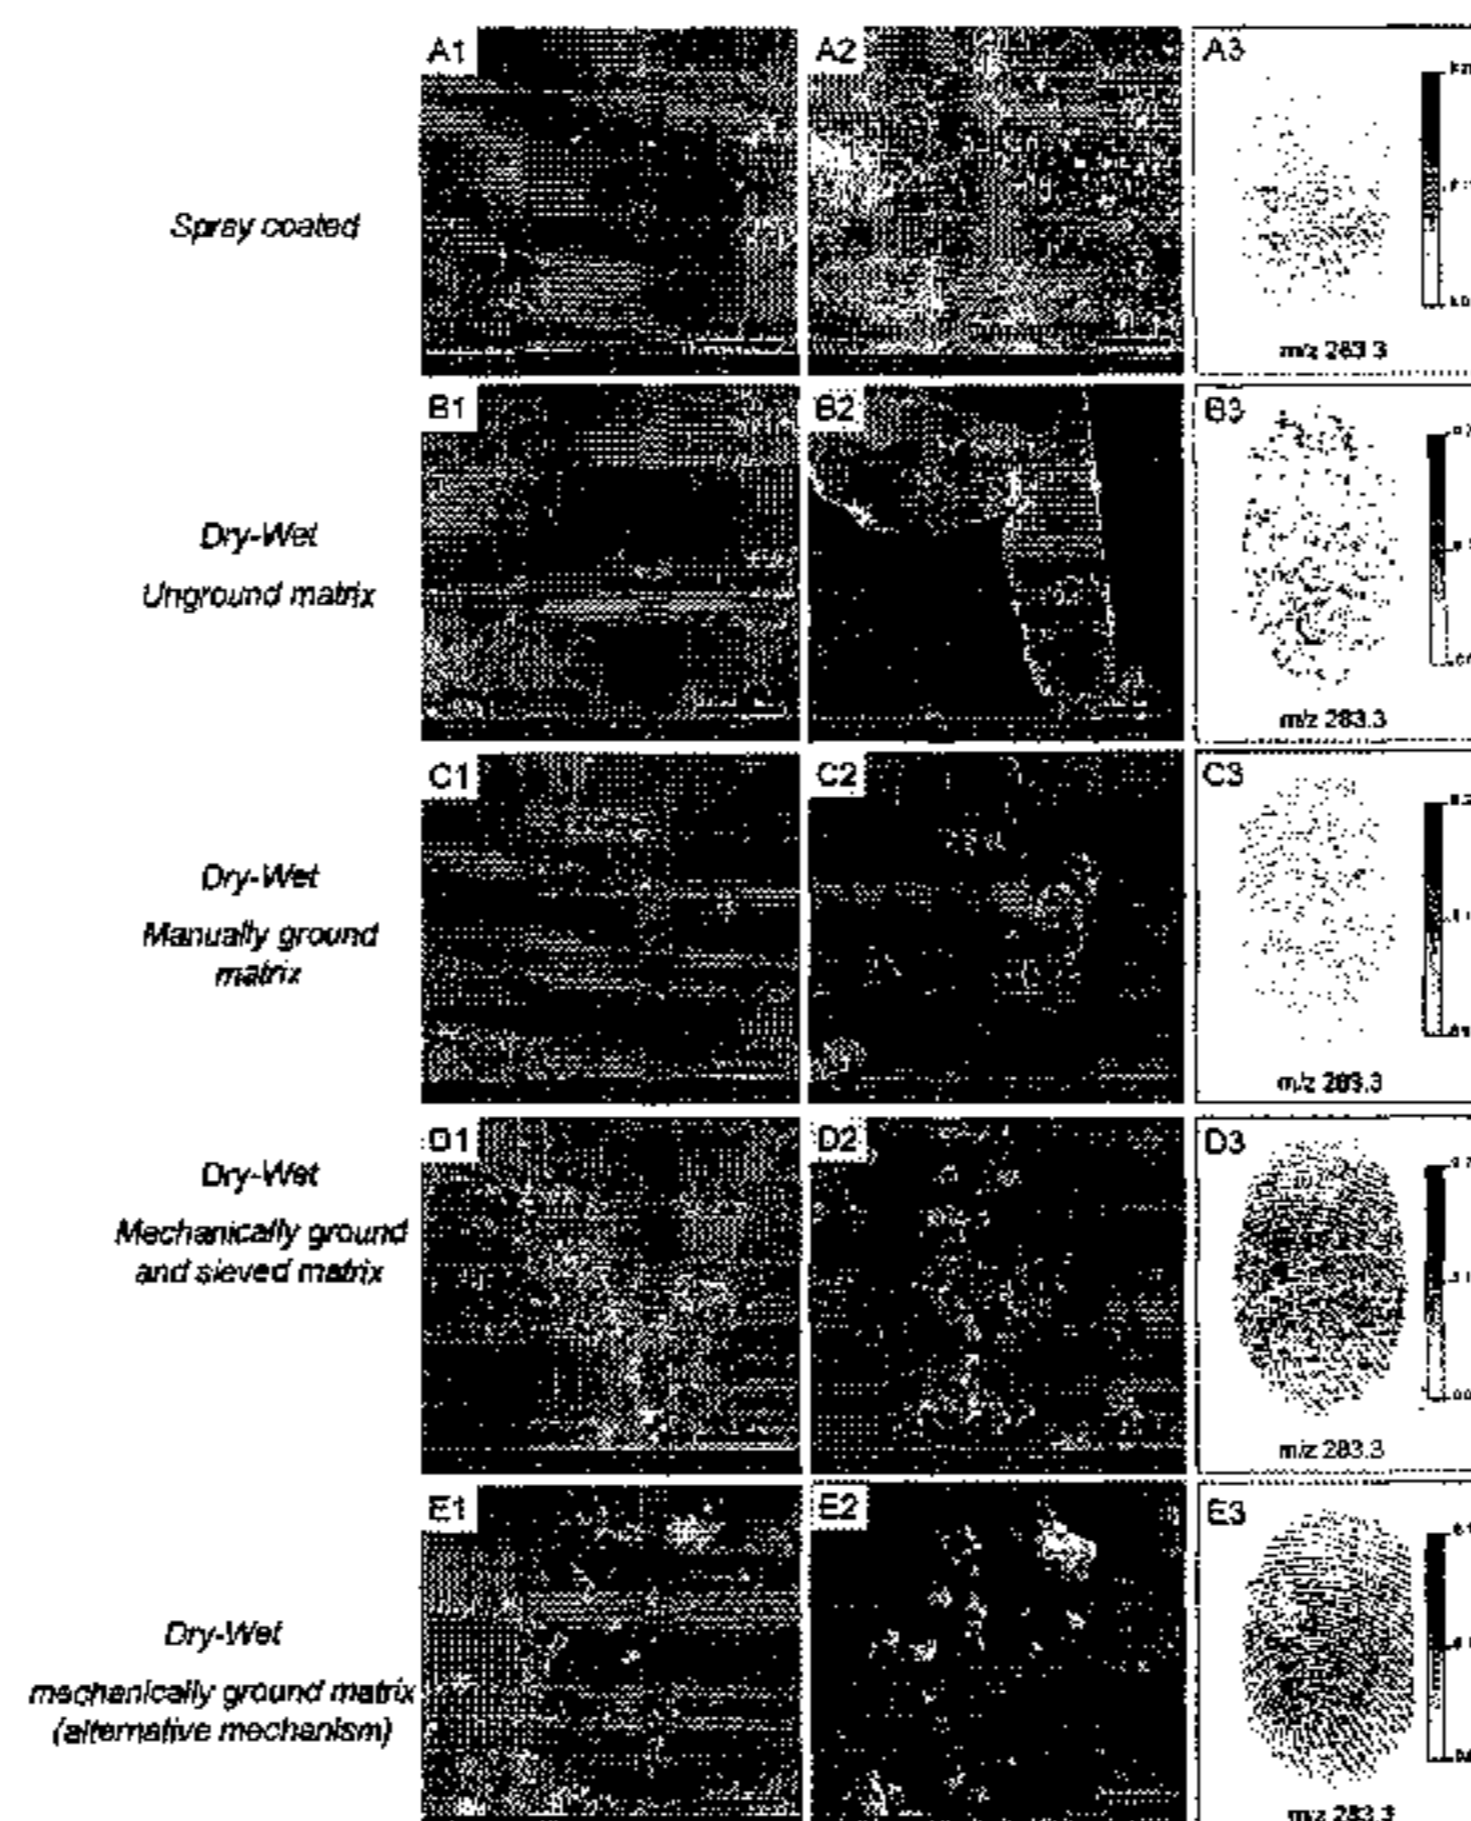 A1 A2 A3
Spray coated
m/z 283.3
B1 B2 B3
Dry-Wet
Unground matrix
m/z 283.3
C1 C2 C3
Dry-Wet
Manually ground
matrix
m/z 283.3
D1 D2 D3
Dry-Wet
Mechanically ground
and sieved matrix
m/z 283.3
E1 E2 E3
Dry-Wet
mechanically ground matrix
(alternative mechanism)
m/z 283.3